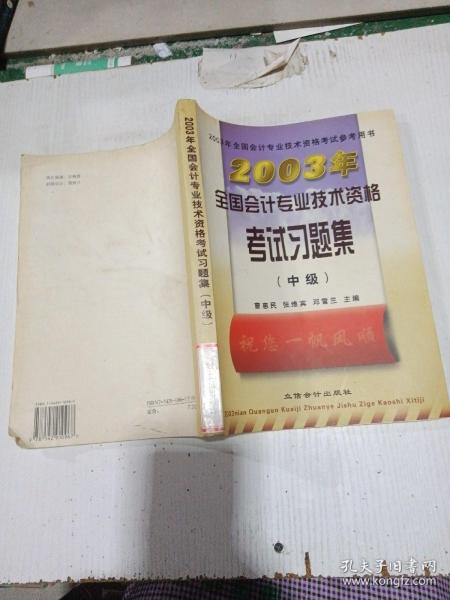 2003年全国会计专业技术资格考试参考用书
2003年
全国会计专业技术资格
考试习题集
(中级)
曹惠民 张维宾 邓雪兰 主编
祝您一帆风顺
立信会计出版社
2003nian Quanguo Kuaiji Zhuanye Jishu Zige Kaoshi Xitiji
2003年全国会计专业技术资格考试习题集(中级)
孔夫子旧书网
www.kongfz.com